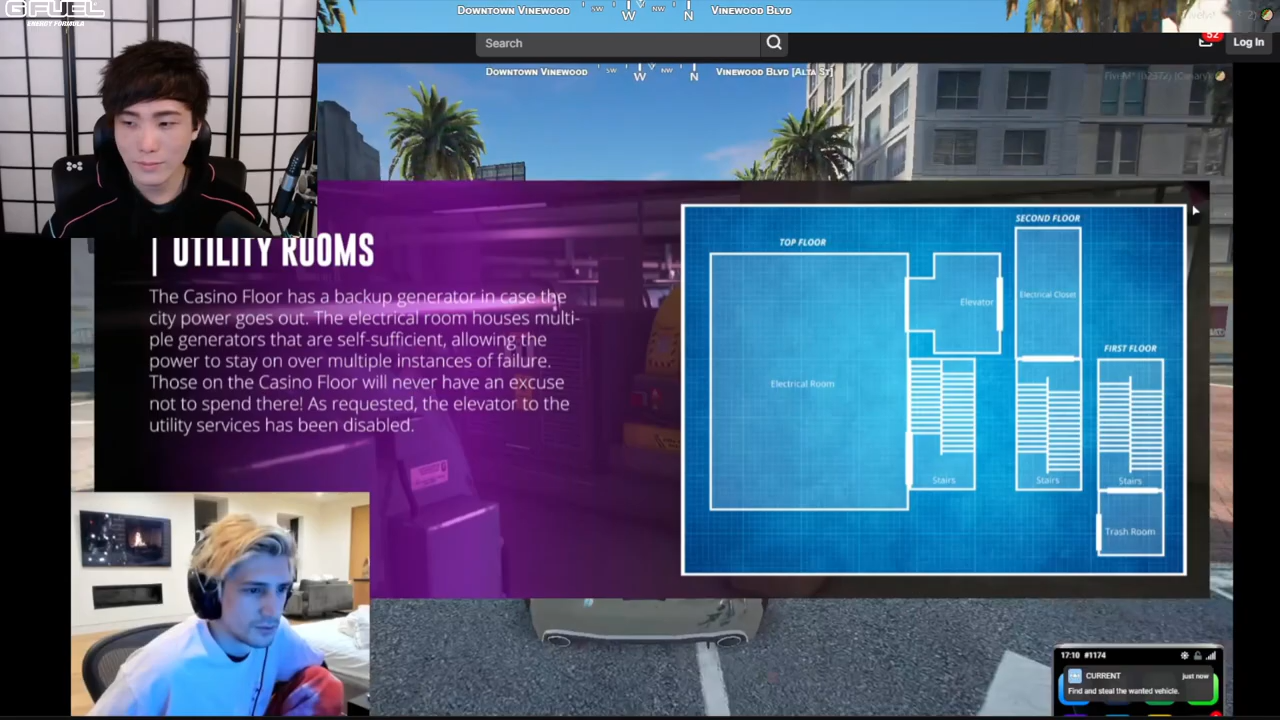 G FUEL
ENERGY FORMULA
DOWNTOWN VINEWOOD SW W NW N VINEWOOD BLVD
Search
52
Log In
DOWNTOWN VINEWOOD SW W NW N VINEWOOD BLVD [ALTA ST]
UTILITY ROOMS
The Casino Floor has a backup generator in case the
city power goes out. The electrical room houses multi-
ple generators that are self-sufficient, allowing the
power to stay on over multiple instances of failure.
Those on the Casino Floor will never have an excuse
not to spend there! As requested, the elevator to the
utility services has been disabled.
TOP FLOOR
SECOND FLOOR
Elevator
Electrical Closet
FIRST FLOOR
Electrical Room
Stairs
Stairs
Stairs
Trash Room
17:10 #1174
CURRENT just now
Find and steal the wanted vehicle.